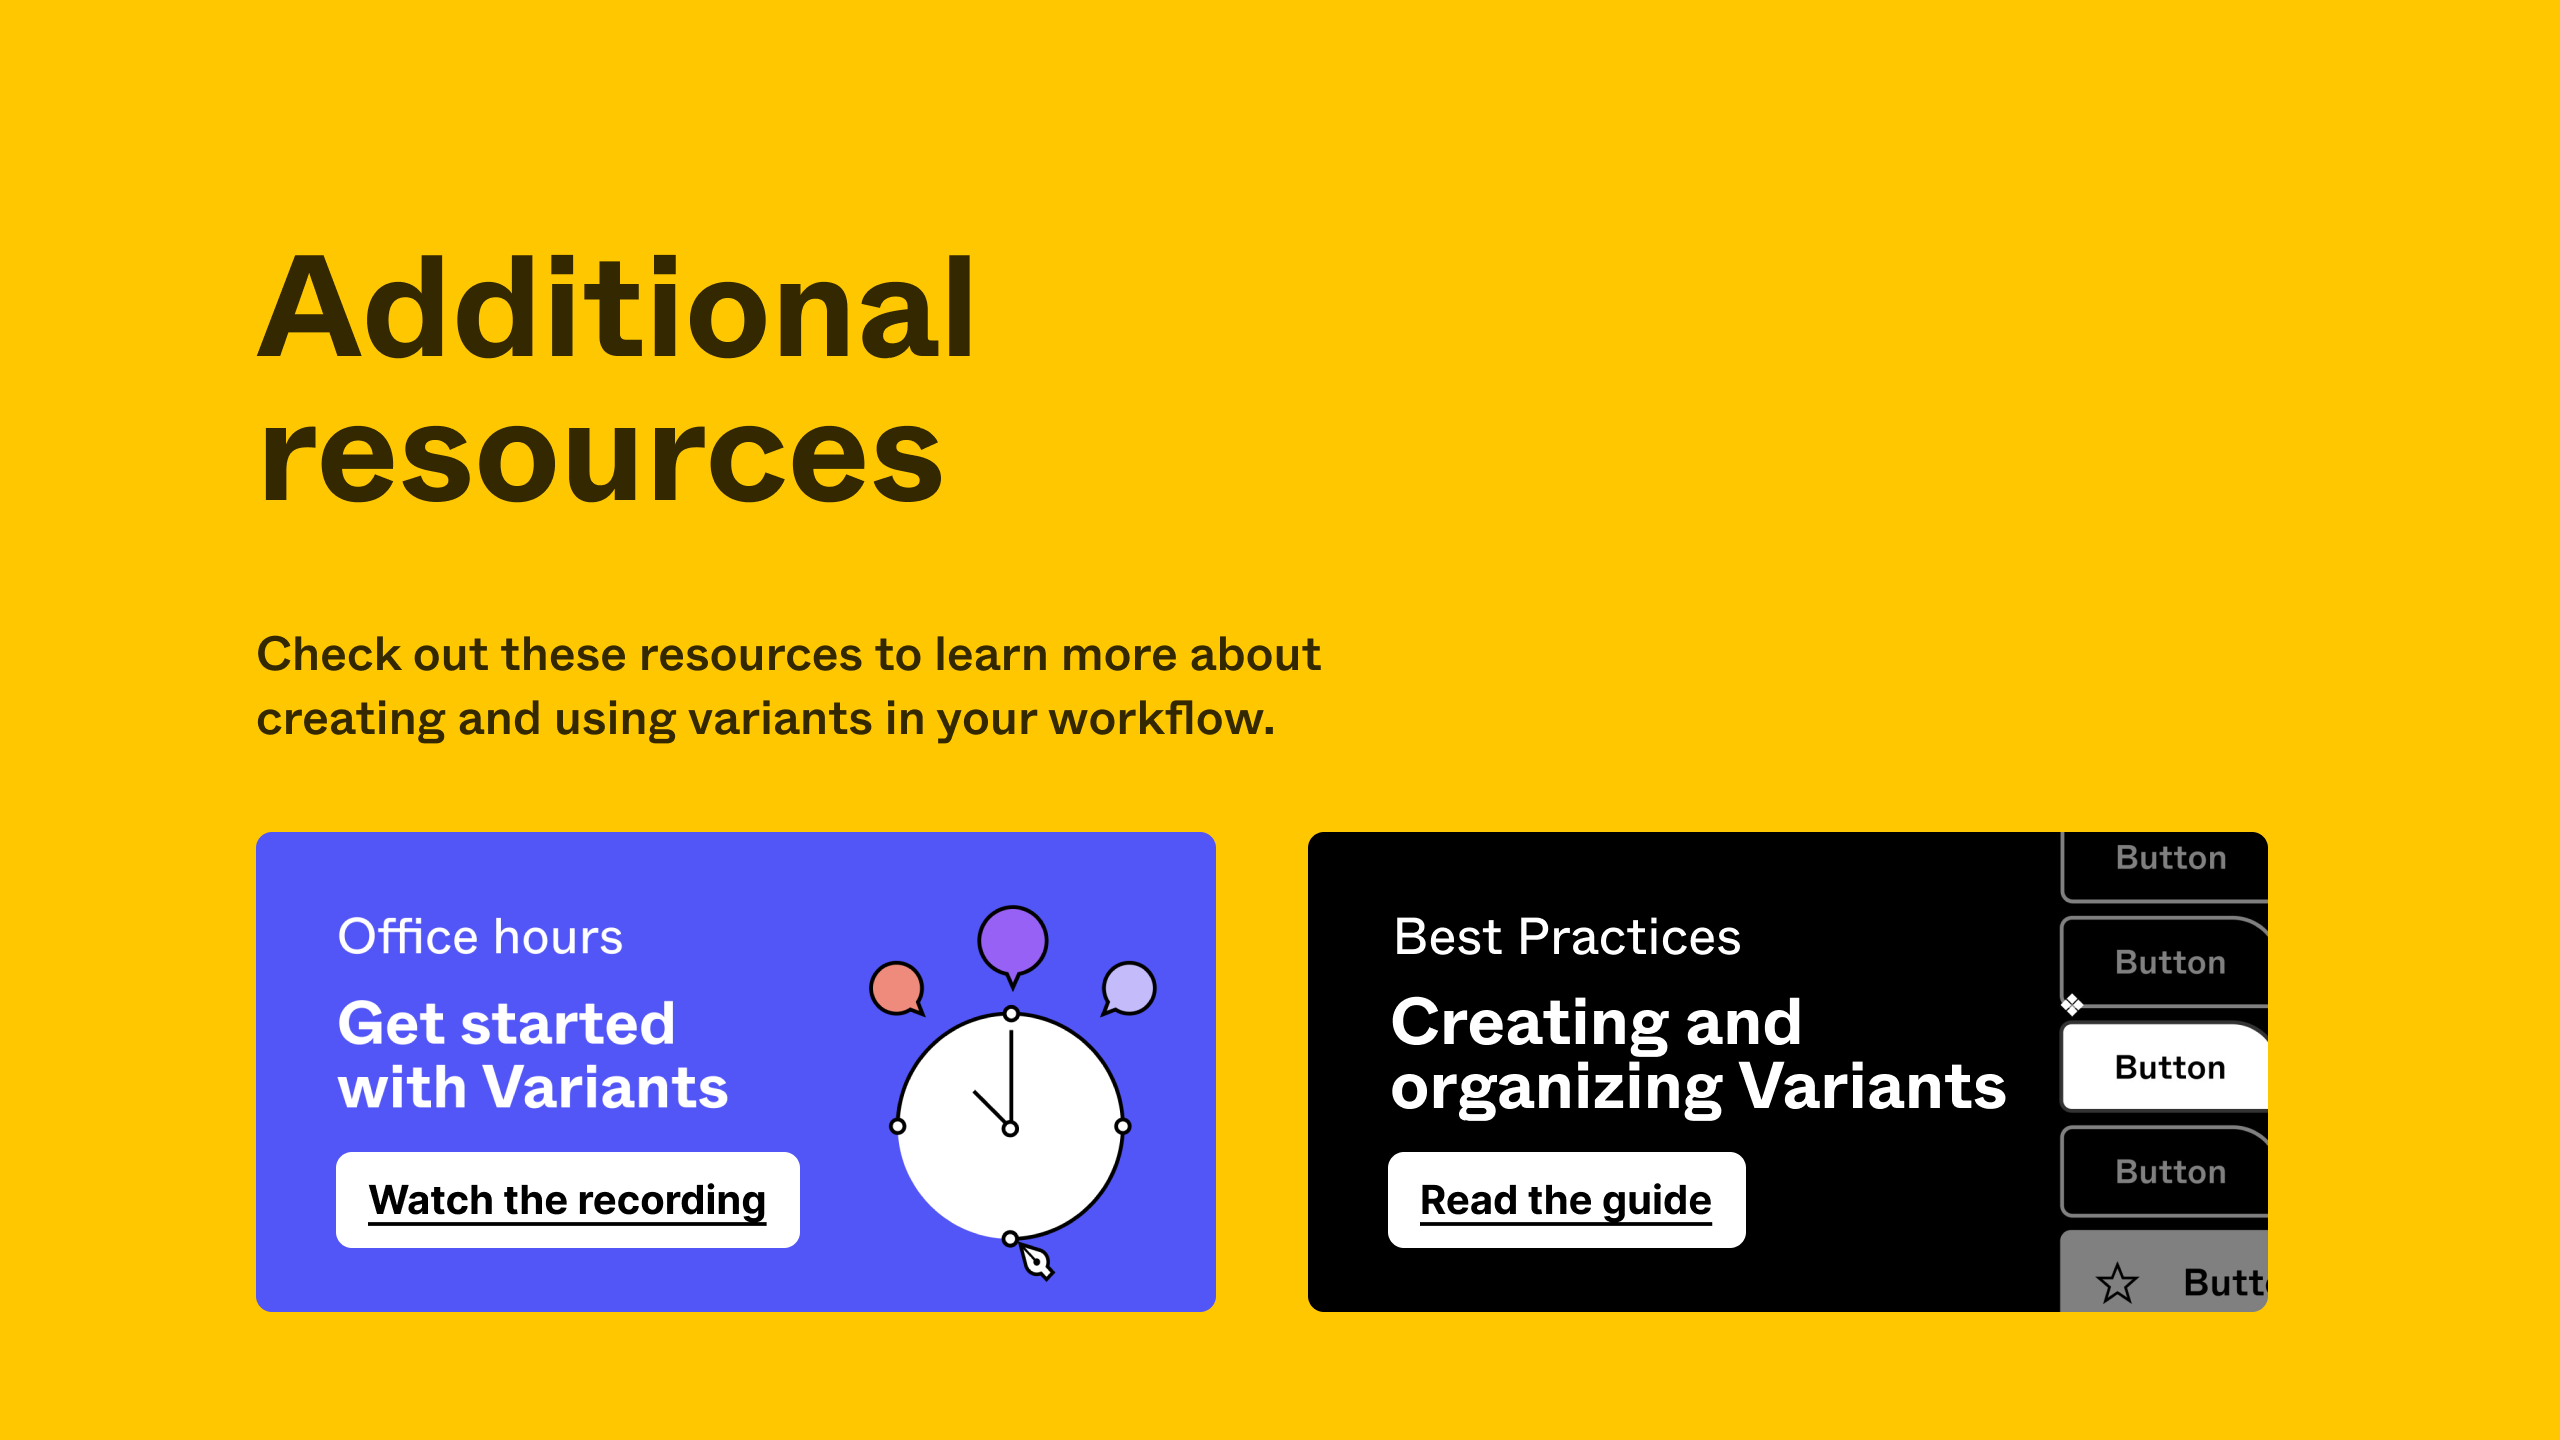 Additional
resources
Check out these resources to learn more about
creating and using variants in your workflow.
Office hours
Get started
with Variants
Watch the recording
Best Practices
Creating and
organizing Variants
Read the guide
Button
Button
Button
Button
Butto